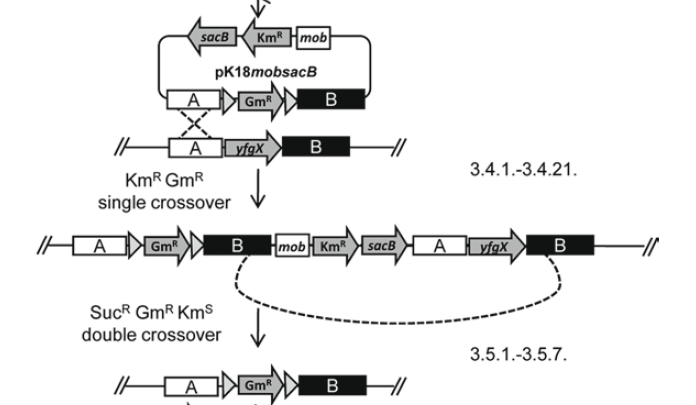 sacB Kmᴿ mob
pK18mobsacB
A Gmᴿ B
A yfgX B
3.4.1.-3.4.21.
Kmᴿ Gmᴿ
single crossover
A Gmᴿ B mob Kmᴿ sacB A yfgX B
Sucᴿ Gmᴿ Kmˢ
double crossover
3.5.1.-3.5.7.
A Gmᴿ B